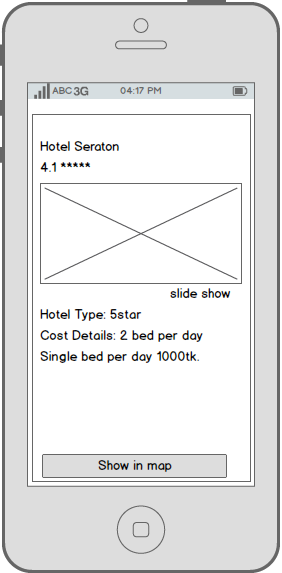 ABC 3G 04:17 PM
Hotel Seraton
4.1 *****
slide show
Hotel Type: 5star
Cost Details: 2 bed per day
Single bed per day 1000tk.
Show in map